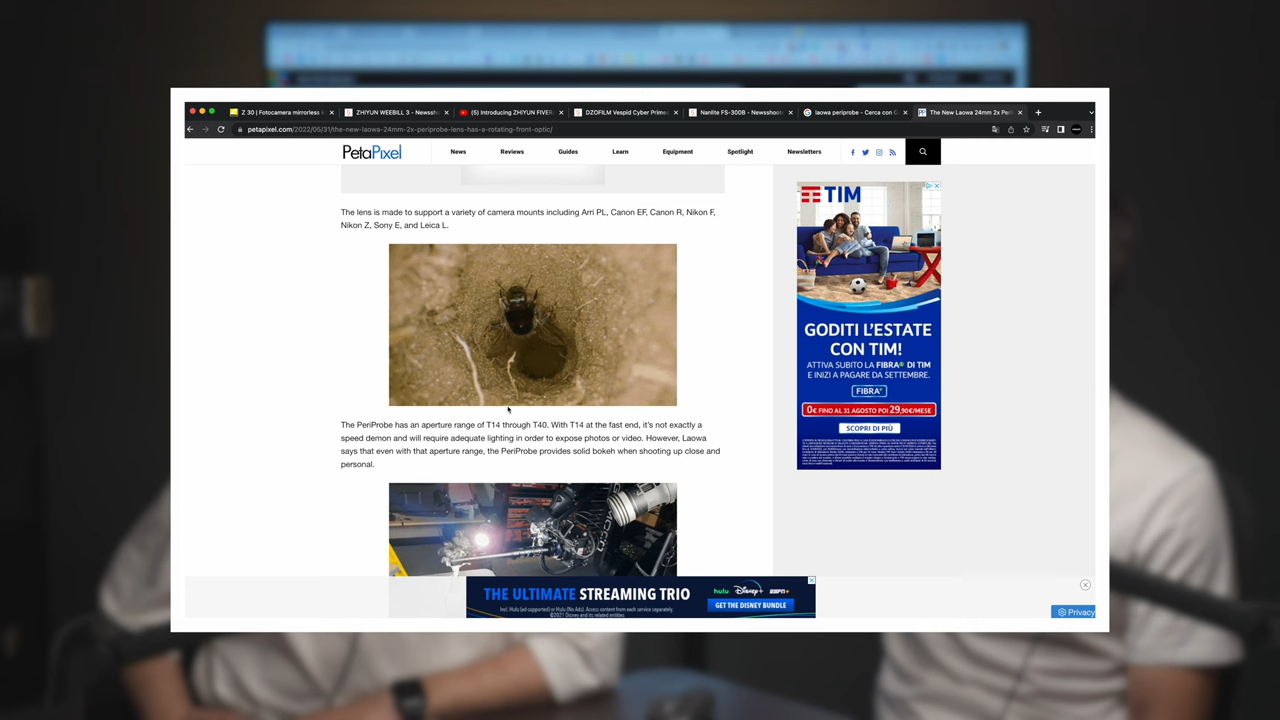 Z 30 | Fotocamera mirrorless
ZHIYUN WEEBILL 3 - Newssh
(5) Introducing ZHIYUN FIVER
DZOFILM Vespid Cyber Prime
Nanlite FS-300B - Newsshoot
laowa periprobe - Cerca con G
The New Laowa 24mm 2x Peri
petapixel.com/2022/05/31/the-new-laowa-24mm-2x-periprobe-lens-has-a-rotating-front-optic/
PetaPixel
News
Reviews
Guides
Learn
Equipment
Spotlight
Newsletters
The lens is made to support a variety of camera mounts including Arri PL, Canon EF, Canon R, Nikon F,
Nikon Z, Sony E, and Leica L.
The PeriProbe has an aperture range of T14 through T40. With T14 at the fast end, it's not exactly a
speed demon and will require adequate lighting in order to expose photos or video. However, Laowa
says that even with that aperture range, the PeriProbe provides solid bokeh when shooting up close and
personal.
TIM
GODITI L'ESTATE
CON TIM!
ATTIVA SUBITO LA FIBRA DI TIM
E INIZI A PAGARE DA SETTEMBRE.
FIBRA
0€ FINO AL 31 AGOSTO POI 29,90€/MESE
SCOPRI DI PIÙ
THE ULTIMATE STREAMING TRIO
Incl. Hulu (ad-supported) or Hulu (No Ads). Access content from each service separately.
©2021 Disney and its related entities
hulu Disney+ ESPN+
GET THE DISNEY BUNDLE
Privacy